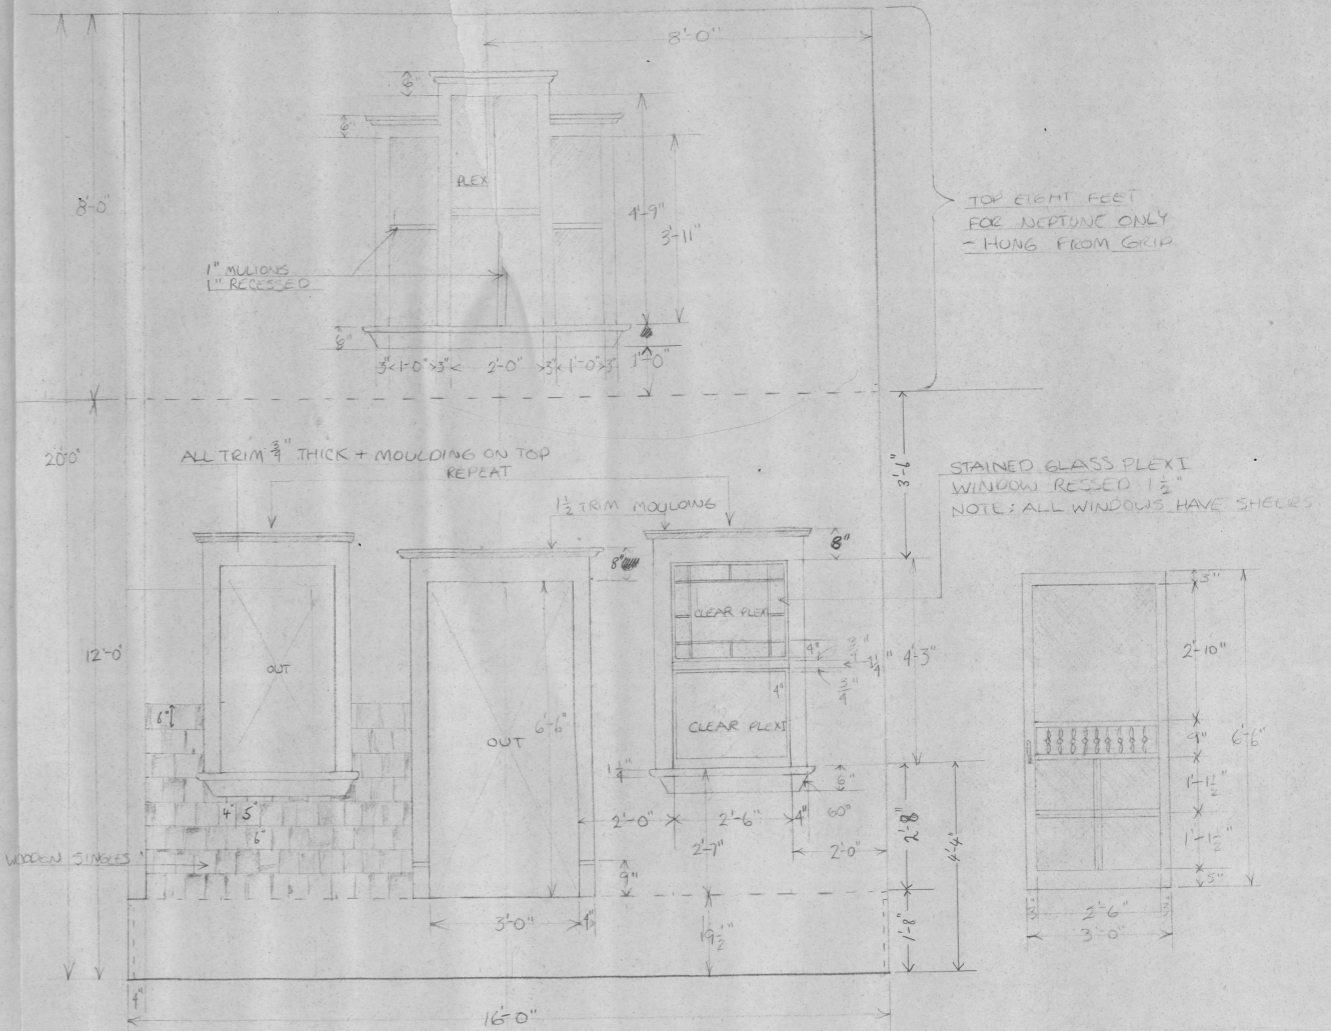 8'-0"
6"
6"
PLEX
4'-9"
8'-0"
3'-11"
TOP EIGHT FEET
FOR NEPTUNE ONLY
- HUNG FROM GRID
1" MULIONS
1" RECESSED
6"
3" 1'-0" 3" 2'-0" 3" 1'-0" 3"
1'-0"
20'-0"
ALL TRIM 3/4" THICK + MOULDING ON TOP
REPEAT
3'-6"
STAINED GLASS PLEXI
WINDOW RESSED 1 1/2"
NOTE: ALL WINDOWS HAVE SHEERS
1 1/2 TRIM MOULDING
8"
8"
3"
CLEAR PLEXI
12'-0"
OUT
4"
3/4"
1 1/4"
4'-3"
2'-10"
3/4"
4"
6"
6'-6"
OUT
CLEAR PLEXI
9"
6'-6"
1 1/4"
6"
1'-1 1/2"
4" 5"
6"
2'-0"
2'-6"
4"
60°
2'-8"
4'-4"
1'-1 1/2"
2'-7"
2'-0"
WOODEN SINGLES
9"
5"
3'-0"
4"
19 1/2"
1'-8"
3"
2'-6"
3"
3'-0"
4"
16'-0"